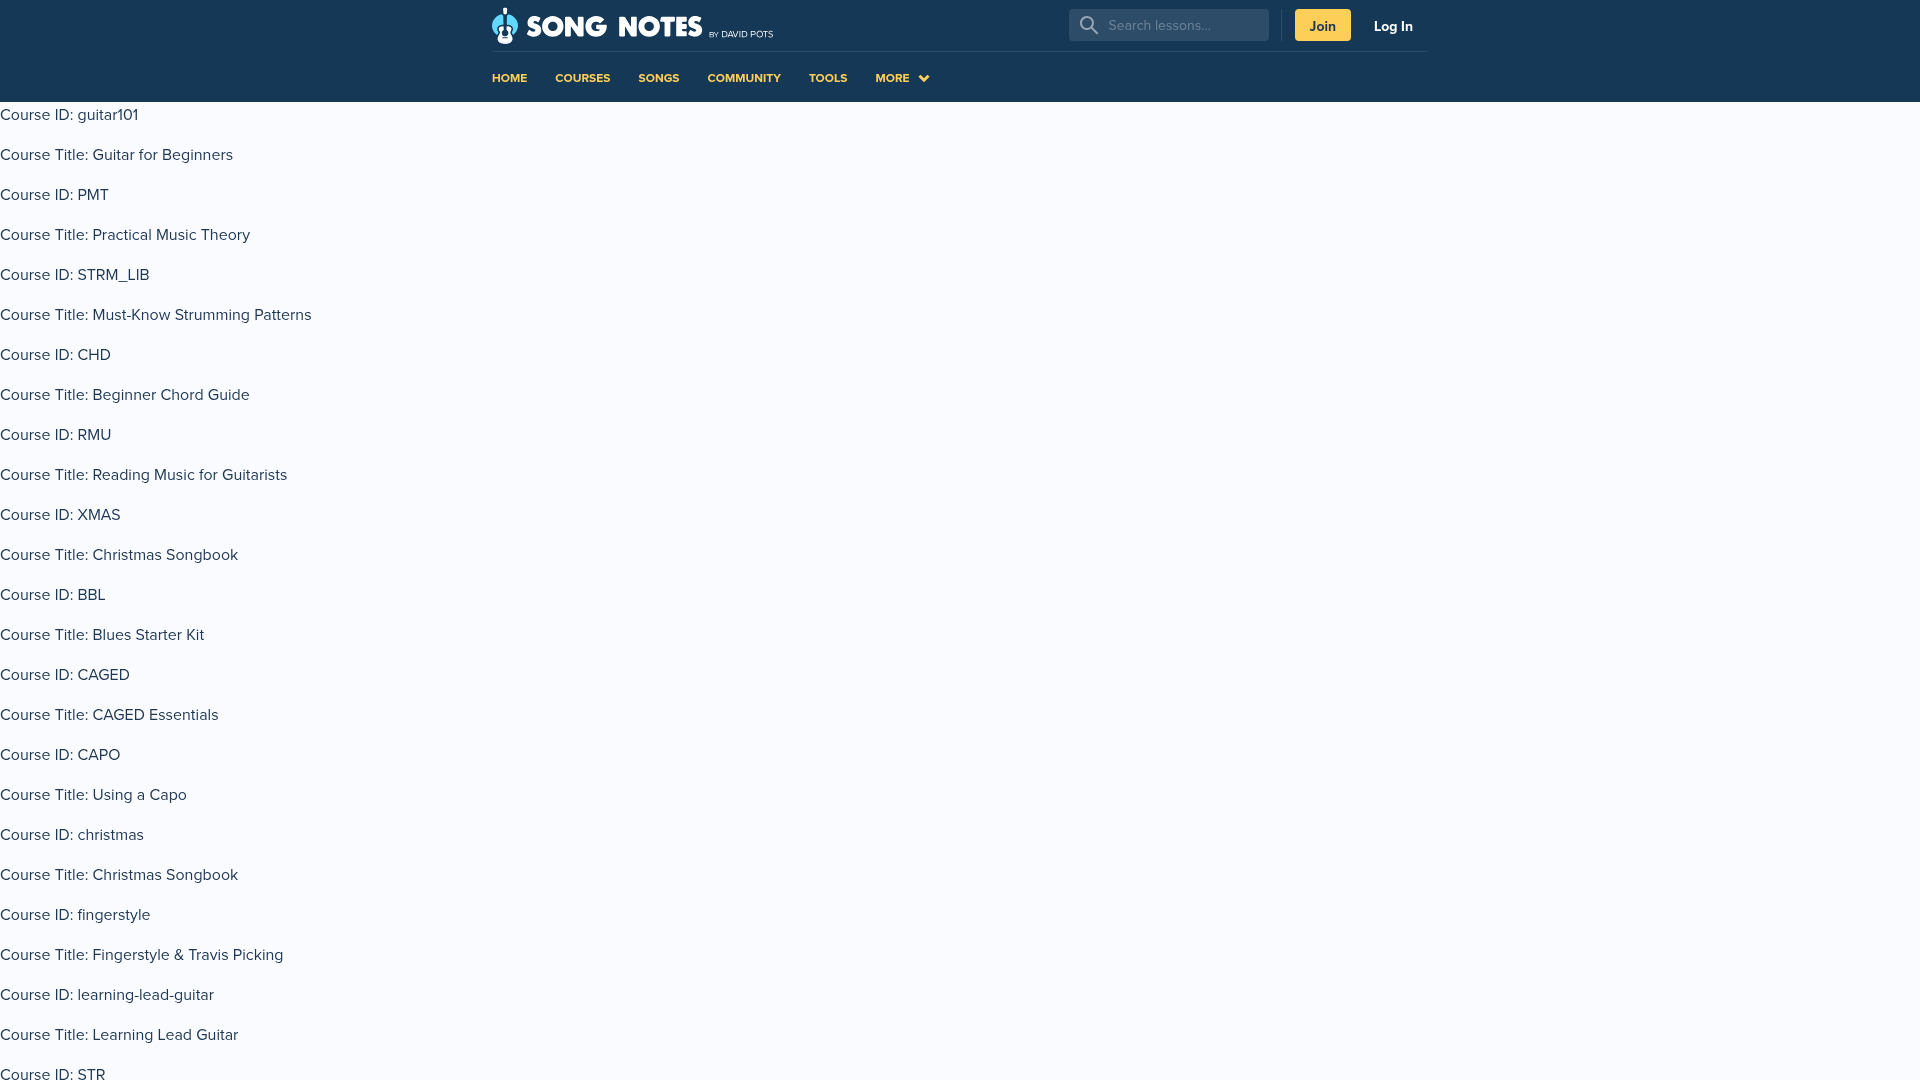 SONG NOTES BY DAVID POTS
Search lessons...
Join
Log In
HOME
COURSES
SONGS
COMMUNITY
TOOLS
MORE
Course ID: guitar101
Course Title: Guitar for Beginners
Course ID: PMT
Course Title: Practical Music Theory
Course ID: STRM_LIB
Course Title: Must-Know Strumming Patterns
Course ID: CHD
Course Title: Beginner Chord Guide
Course ID: RMU
Course Title: Reading Music for Guitarists
Course ID: XMAS
Course Title: Christmas Songbook
Course ID: BBL
Course Title: Blues Starter Kit
Course ID: CAGED
Course Title: CAGED Essentials
Course ID: CAPO
Course Title: Using a Capo
Course ID: christmas
Course Title: Christmas Songbook
Course ID: fingerstyle
Course Title: Fingerstyle & Travis Picking
Course ID: learning-lead-guitar
Course Title: Learning Lead Guitar
Course ID: STR